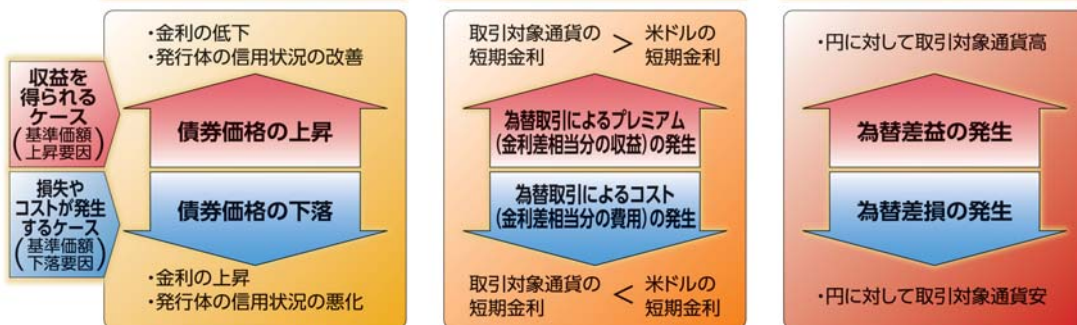 収益を
得られる
ケース
(基準価額
上昇要因)
損失や
コストが発生
するケース
(基準価額
下落要因)
・金利の低下
・発行体の信用状況の改善
債券価格の上昇
債券価格の下落
・金利の上昇
・発行体の信用状況の悪化
取引対象通貨の
短期金利
>
米ドルの
短期金利
為替取引によるプレミアム
(金利差相当分の収益)の発生
為替取引によるコスト
(金利差相当分の費用)の発生
取引対象通貨の
短期金利
<
米ドルの
短期金利
・円に対して取引対象通貨高
為替差益の発生
為替差損の発生
・円に対して取引対象通貨安